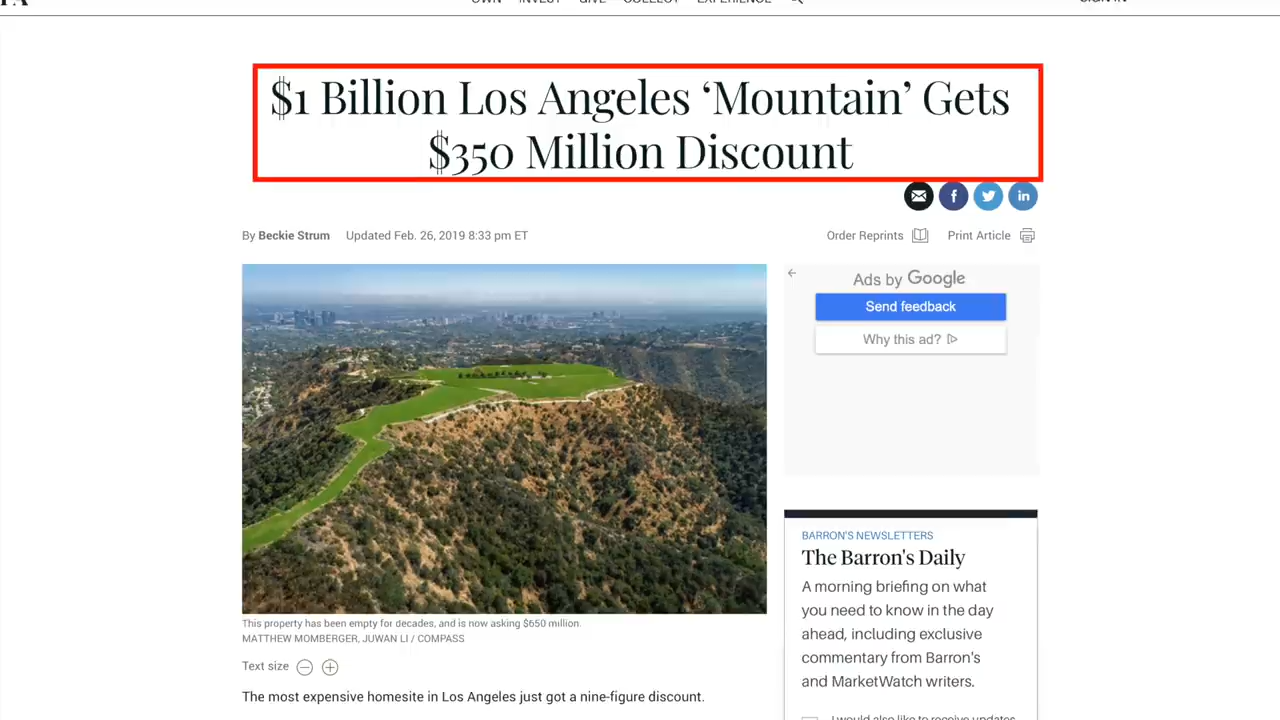 OWN INVEST GIVE COLLECT EXPERIENCE
SIGN IN
$1 Billion Los Angeles ‘Mountain’ Gets
$350 Million Discount
By Beckie Strum Updated Feb. 26, 2019 8:33 pm ET
Order Reprints Print Article
Ads by Google
Send feedback
Why this ad?
This property has been empty for decades, and is now asking $650 million.
MATTHEW MOMBERGER, JUWAN LI / COMPASS
Text size
The most expensive homesite in Los Angeles just got a nine-figure discount.
BARRON'S NEWSLETTERS
The Barron's Daily
A morning briefing on what
you need to know in the day
ahead, including exclusive
commentary from Barron's
and MarketWatch writers.
I would also like to receive updates